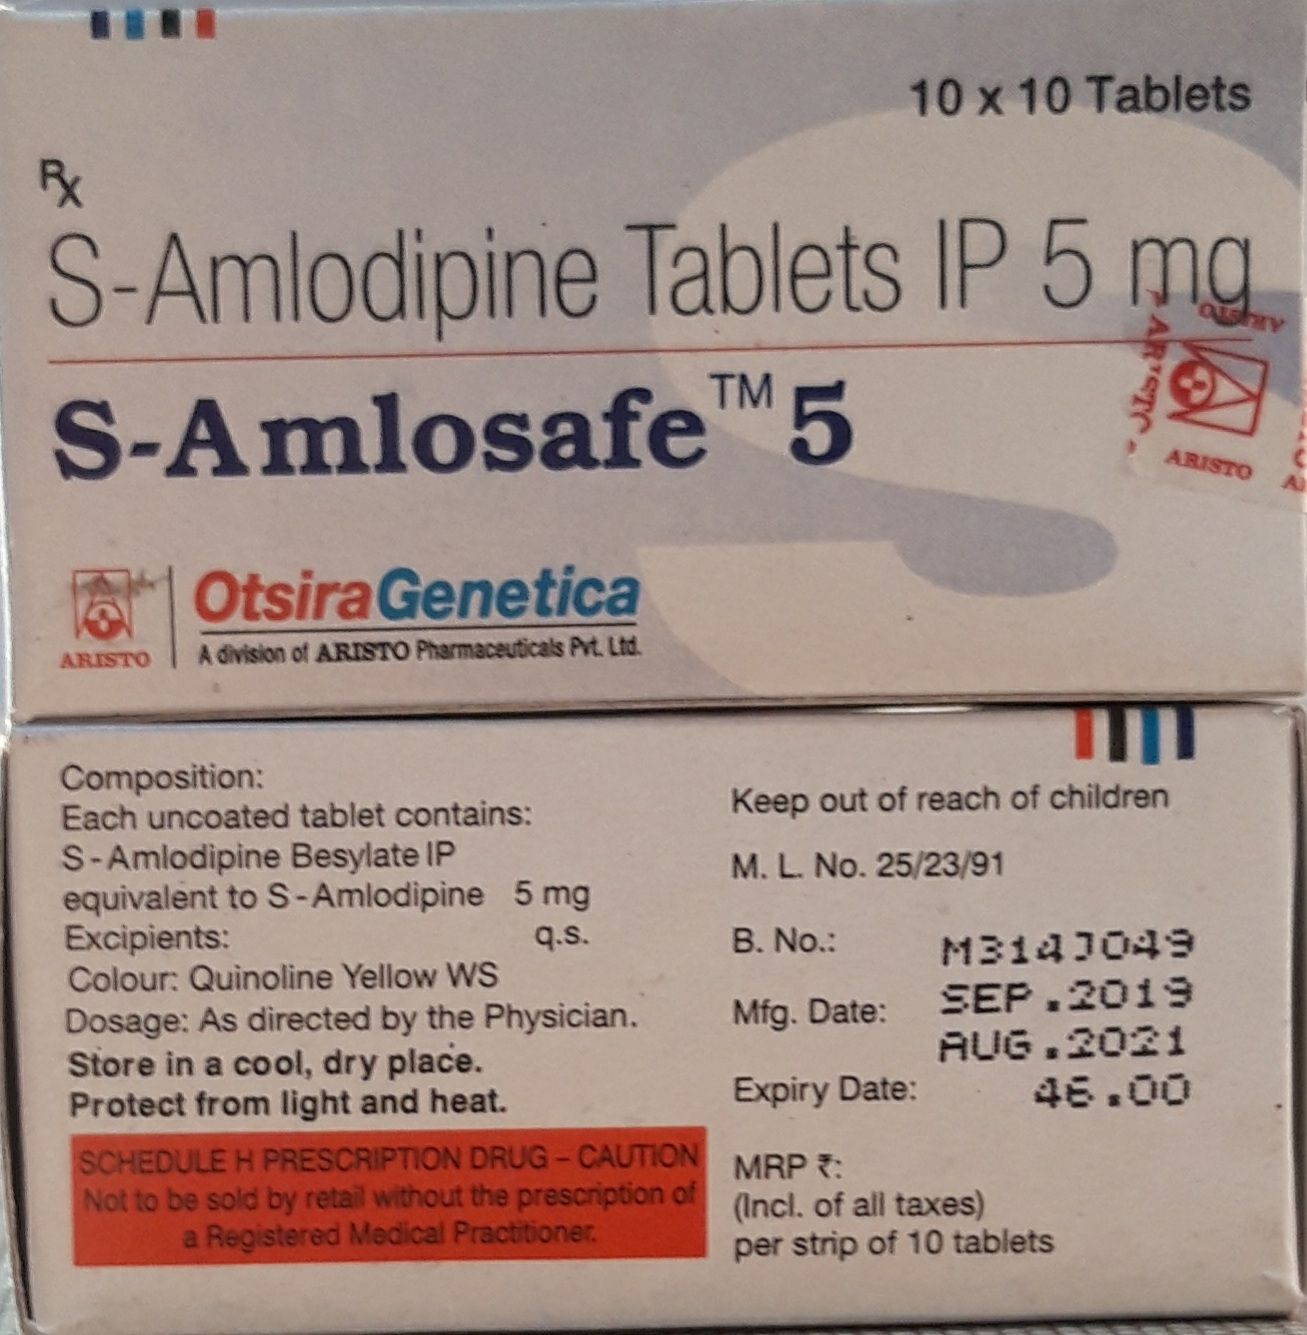 10 x 10 Tablets
Rx
S-Amlodipine Tablets IP 5 mg
S-Amlosafe™ 5
ARISTO
ARISTO
ARISTO
ARISTO
OtsiraGenetica
A division of ARISTO Pharmaceuticals Pvt. Ltd.
Composition:
Each uncoated tablet contains:
S - Amlodipine Besylate IP
equivalent to S - Amlodipine 5 mg
Excipients: q.s.
Colour: Quinoline Yellow WS
Dosage: As directed by the Physician.
Store in a cool, dry place.
Protect from light and heat.
SCHEDULE H PRESCRIPTION DRUG – CAUTION
Not to be sold by retail without the prescription of
a Registered Medical Practitioner.
Keep out of reach of children
M. L. No. 25/23/91
B. No.: M314J049
Mfg. Date: SEP.2019
AUG.2021
Expiry Date: 46.00
MRP ₹:
(Incl. of all taxes)
per strip of 10 tablets